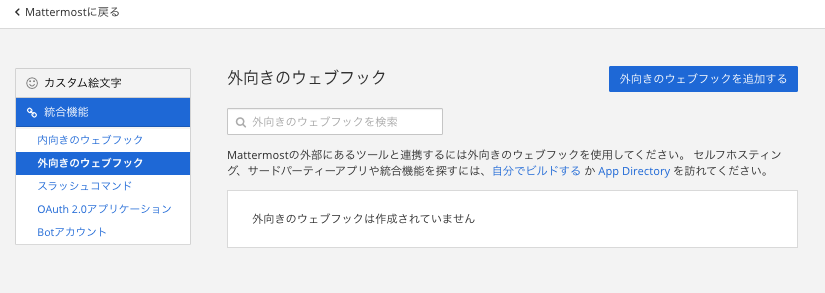 Mattermostに戻る
カスタム絵文字
統合機能
内向きのウェブフック
外向きのウェブフック
スラッシュコマンド
OAuth 2.0アプリケーション
Botアカウント
外向きのウェブフック
外向きのウェブフックを追加する
外向きのウェブフックを検索
Mattermostの外部にあるツールと連携するには外向きのウェブフックを使用してください。 セルフホスティン
グ、サードパーティーアプリや統合機能を探すには、自分でビルドする か App Directory を訪れてください。
外向きのウェブフックは作成されていません